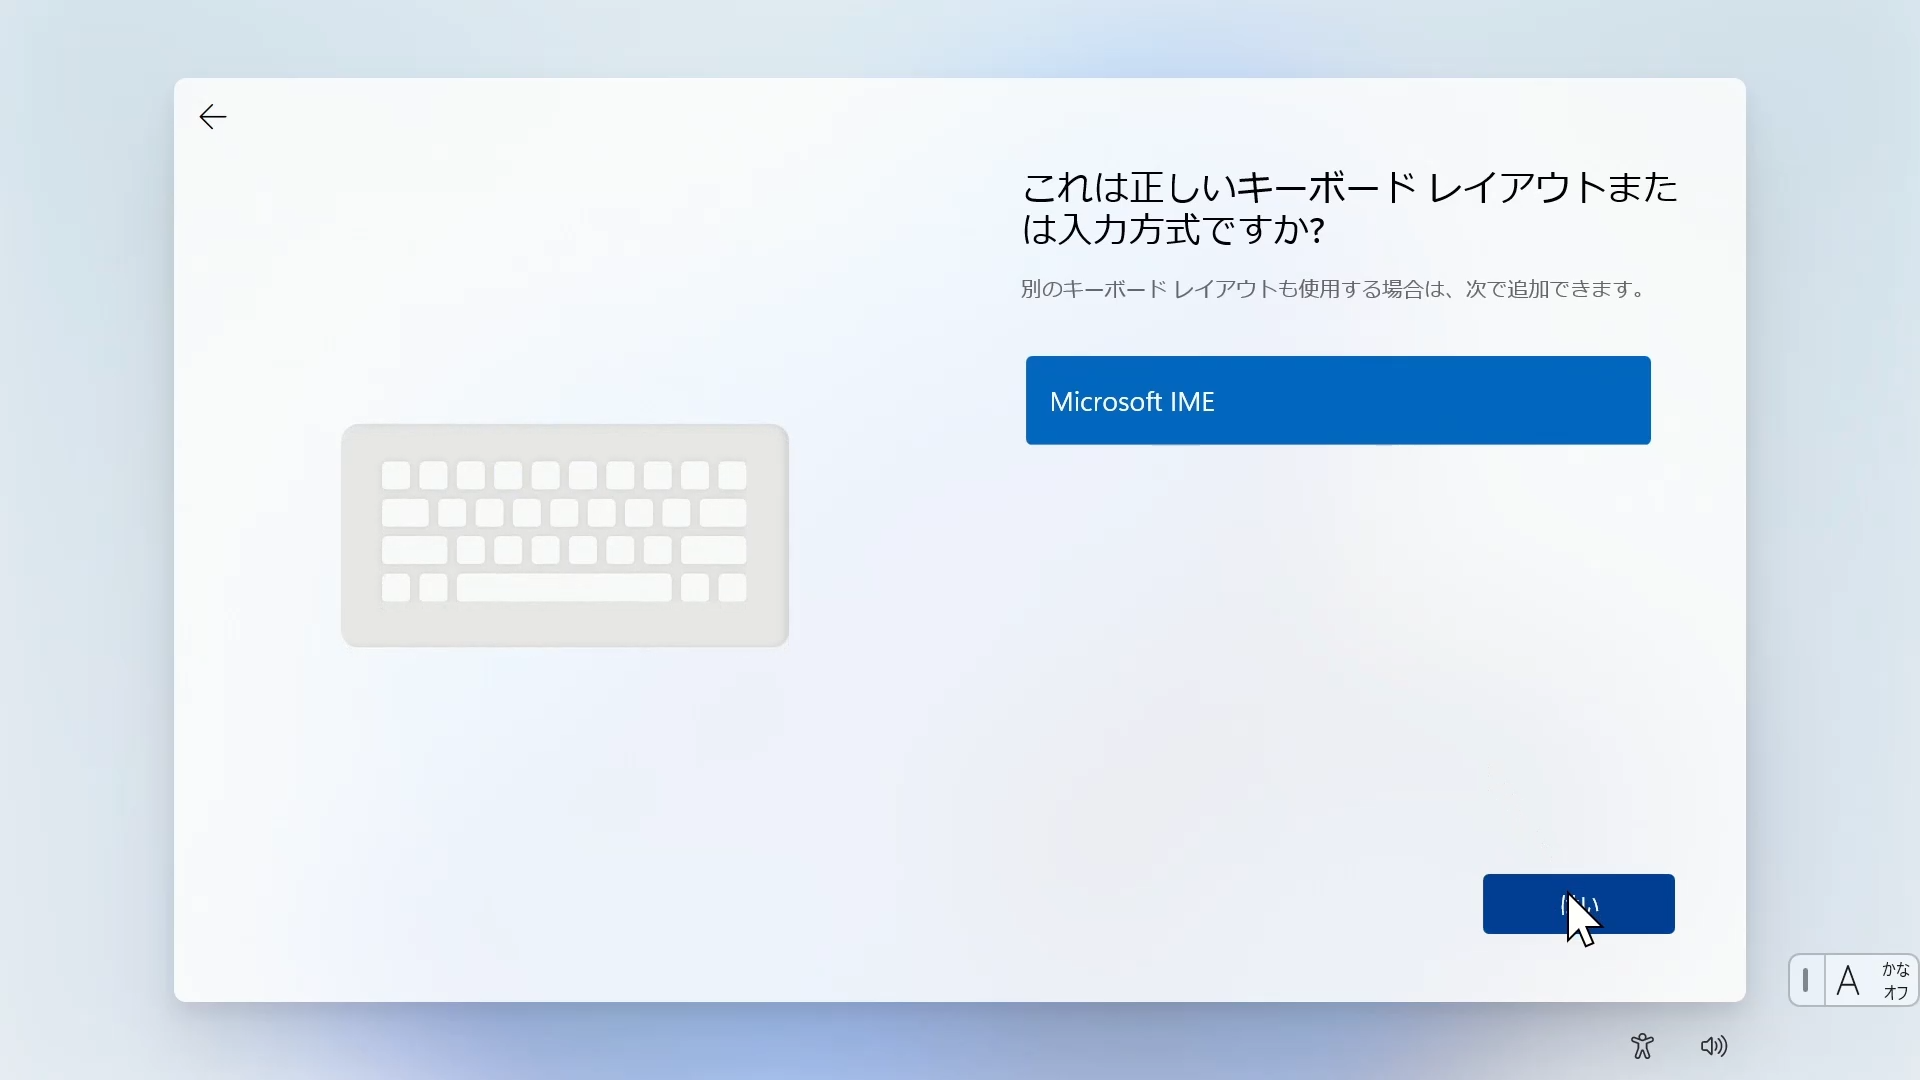 これは正しいキーボード レイアウトまた
は入力方式ですか?
別のキーボード レイアウトも使用する場合は、次で追加できます。
Microsoft IME
はい
A
かな
オフ